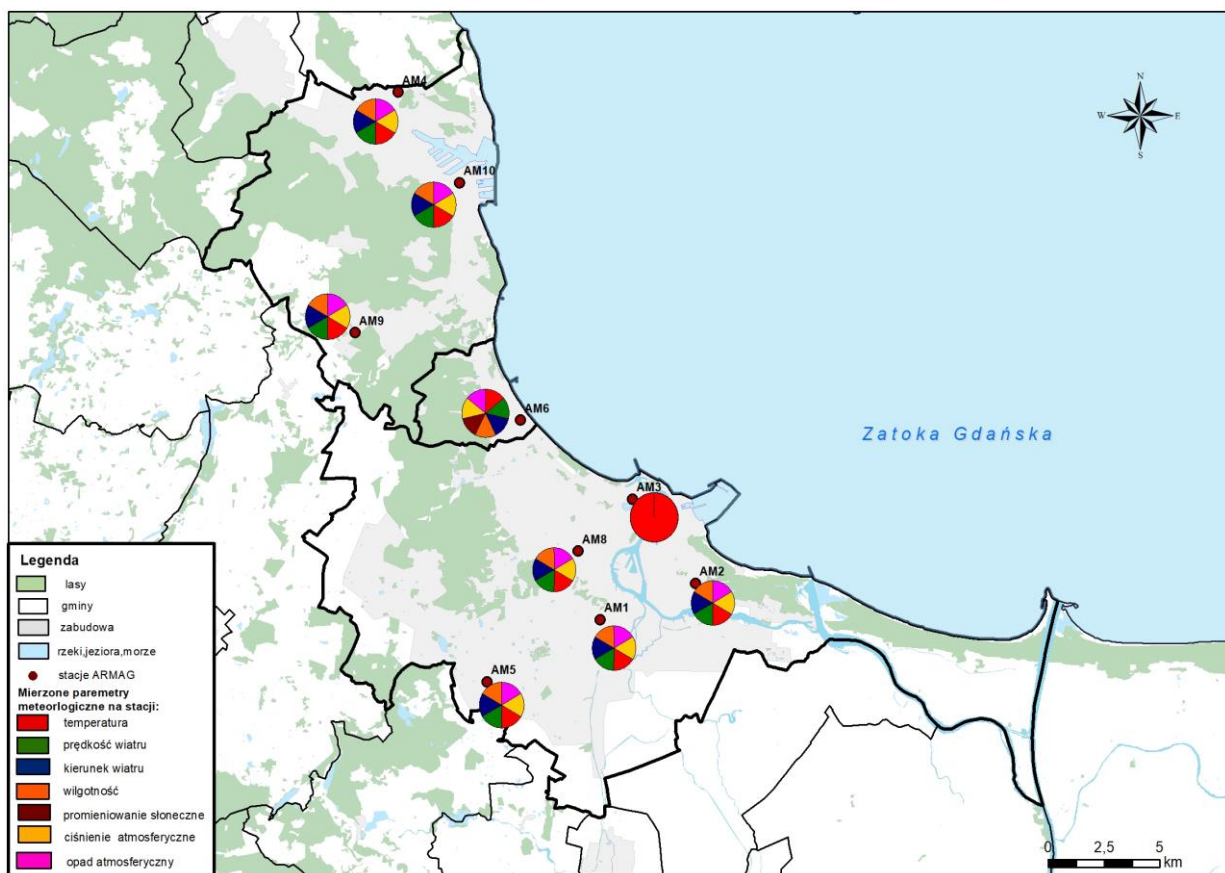 AM4
N
W
E
S
AM10
AM9
AM6
Zatoka Gdańska
AM3
AM8
AM2
AM1
AM5
Legenda
lasy
gminy
zabudowa
rzeki,jeziora,morze
stacje ARMAG
Mierzone paremetry
meteorlogiczne na stacji:
temperatura
prędkość wiatru
kierunek wiatru
wilgotność
promieniowanie słoneczne
ciśnienie atmosferyczne
opad atmosferyczny
0 2,5 5
km